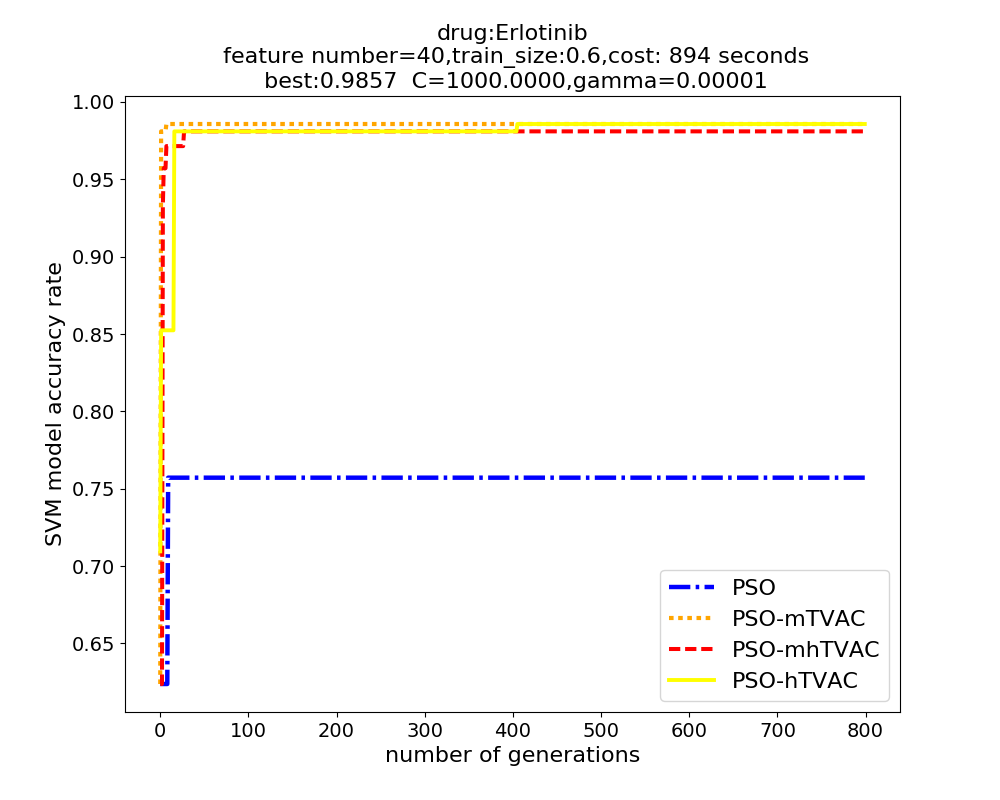 drug:Erlotinib
feature number=40,train_size:0.6,cost: 894 seconds
best:0.9857  C=1000.0000,gamma=0.00001
1.00
0.95
0.90
0.85
0.80
0.75
0.70
0.65
SVM model accuracy rate
PSO
PSO-mTVAC
PSO-mhTVAC
PSO-hTVAC
0 100 200 300 400 500 600 700 800
number of generations